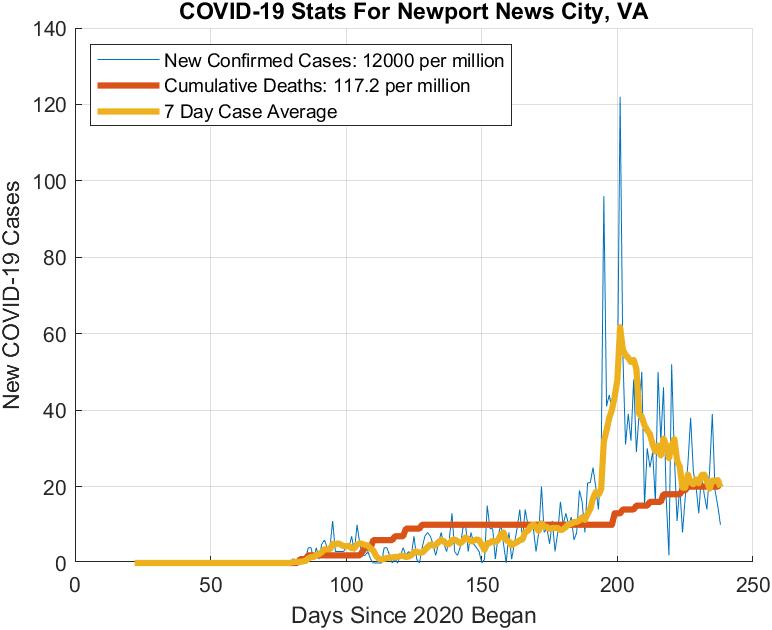 COVID-19 Stats For Newport News City, VA
140
120
100
80
60
40
20
0
New COVID-19 Cases
New Confirmed Cases: 12000 per million
Cumulative Deaths: 117.2 per million
7 Day Case Average
0 50 100 150 200 250
Days Since 2020 Began